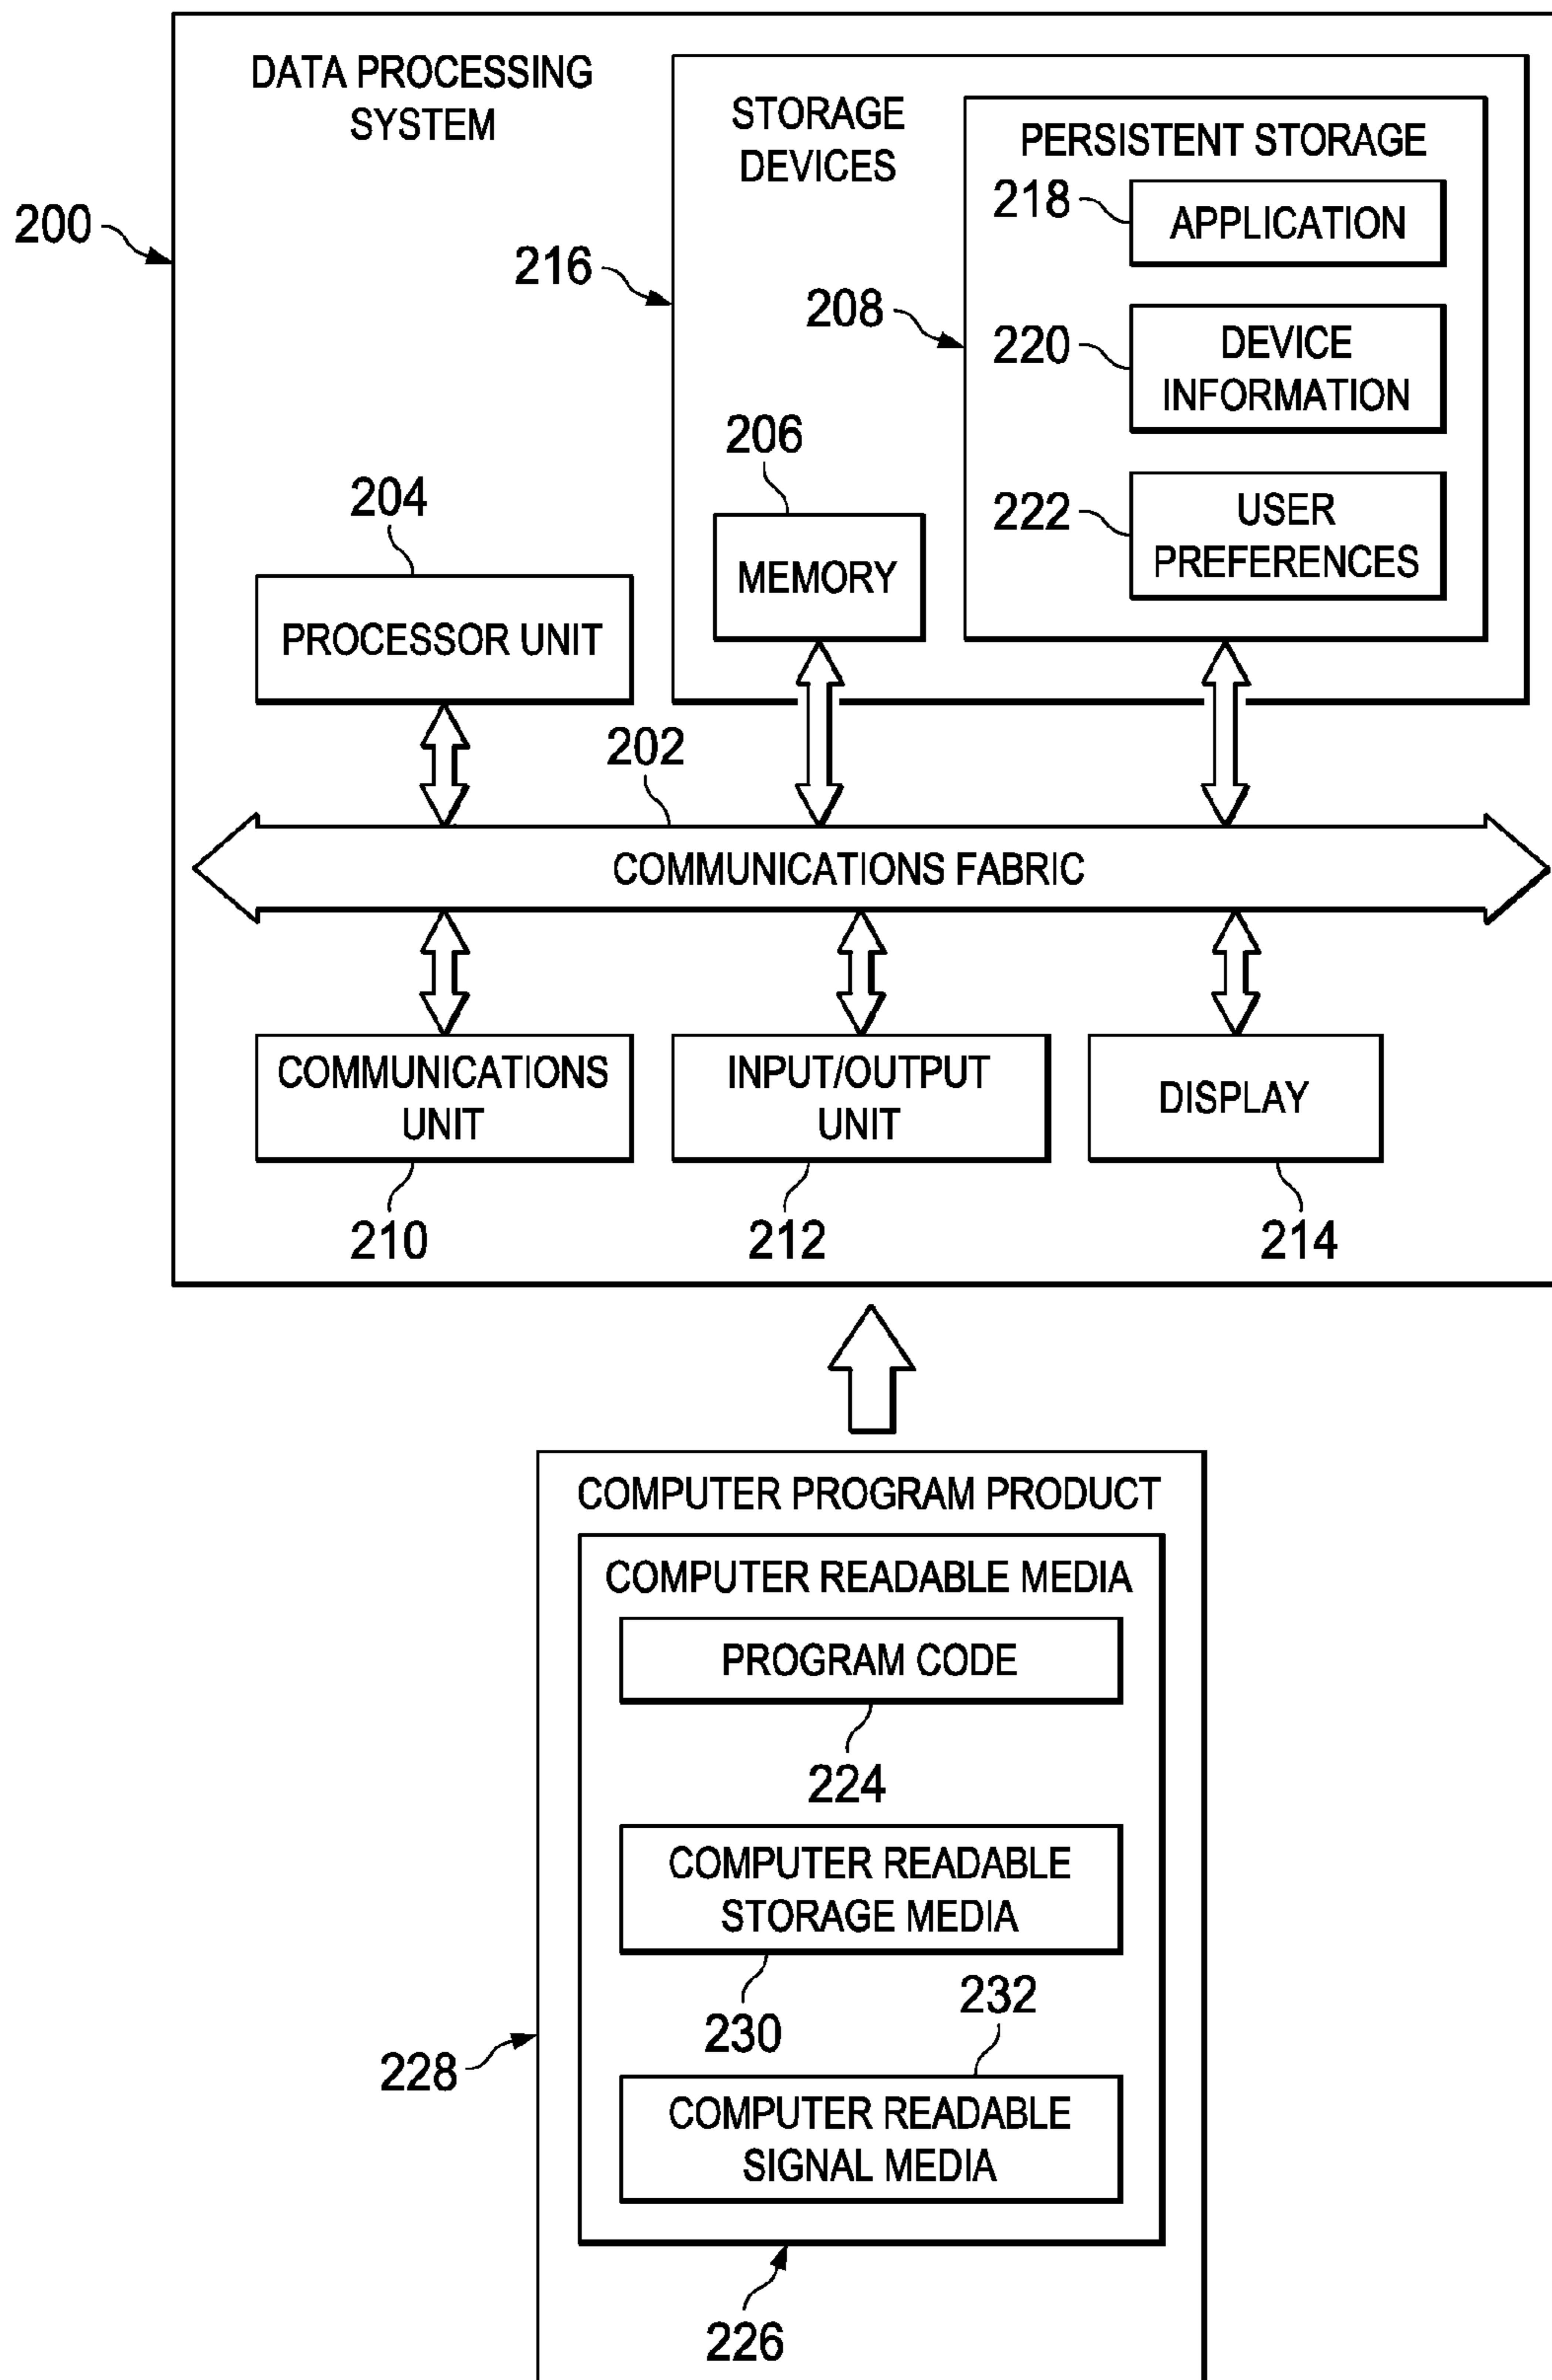 DATA PROCESSING
SYSTEM
200
STORAGE
DEVICES
216
PERSISTENT STORAGE
208
218
APPLICATION
220
DEVICE
INFORMATION
222
USER
PREFERENCES
206
MEMORY
204
PROCESSOR UNIT
202
COMMUNICATIONS FABRIC
COMMUNICATIONS
UNIT
210
INPUT/OUTPUT
UNIT
212
DISPLAY
214
COMPUTER PROGRAM PRODUCT
COMPUTER READABLE MEDIA
PROGRAM CODE
224
COMPUTER READABLE
STORAGE MEDIA
230
232
228
COMPUTER READABLE
SIGNAL MEDIA
226